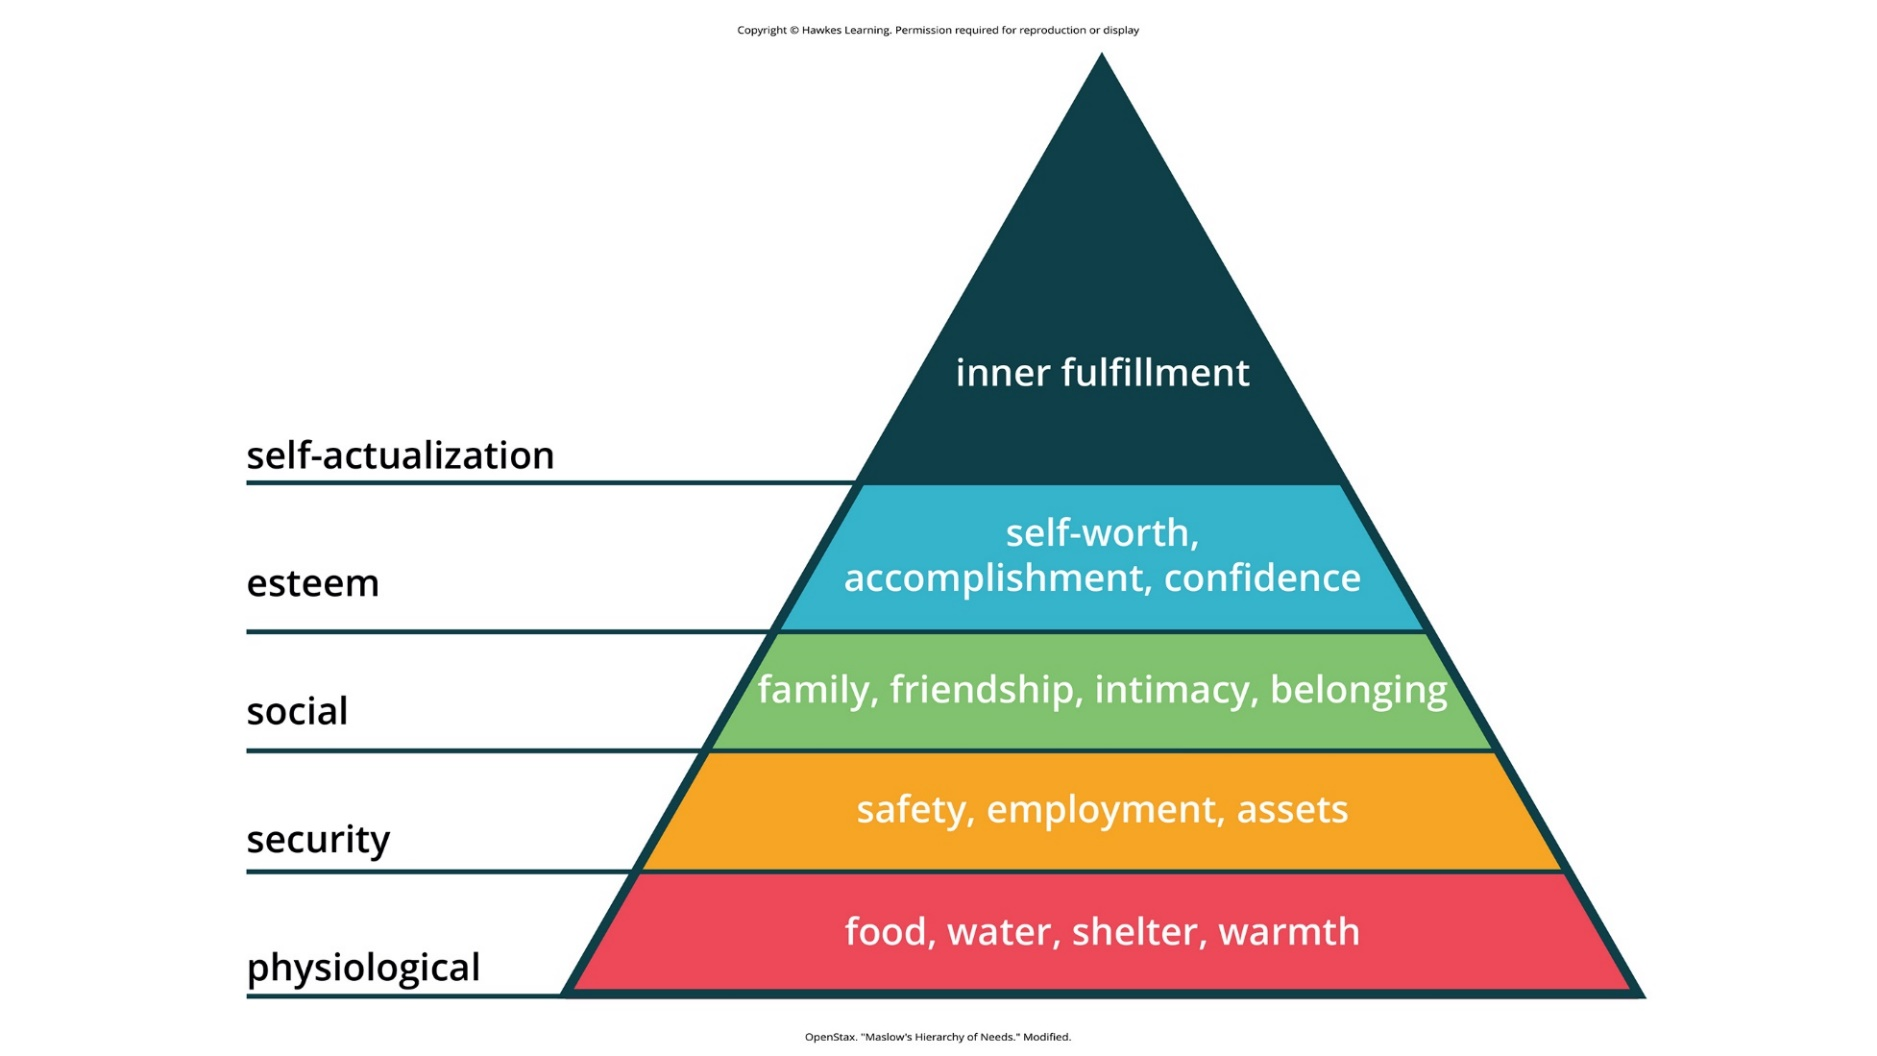 Copyright © Hawkes Learning. Permission required for reproduction or display
inner fulfillment
self-actualization
self-worth,
accomplishment, confidence
esteem
family, friendship, intimacy, belonging
social
safety, employment, assets
security
food, water, shelter, warmth
physiological
OpenStax. "Maslow's Hierarchy of Needs." Modified.